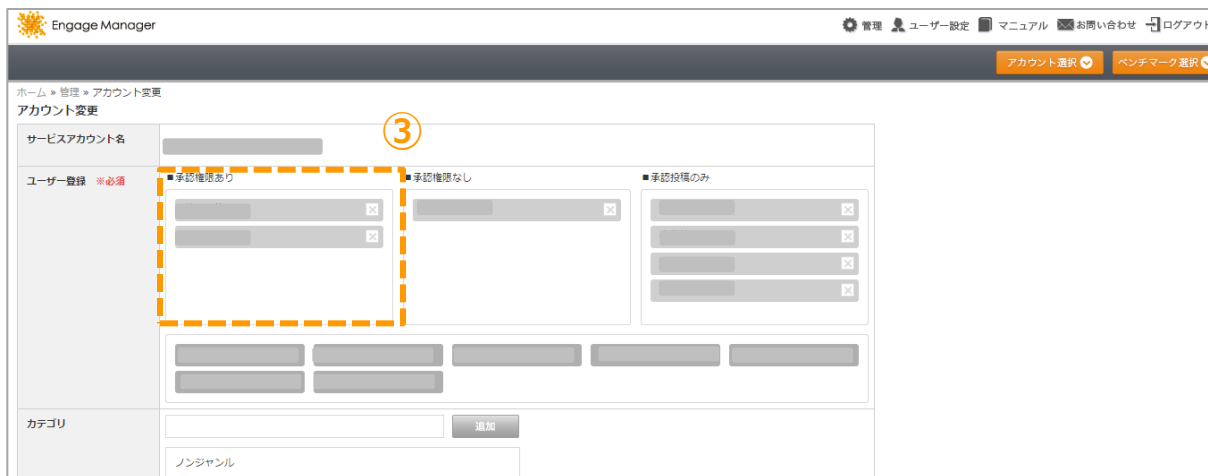 Engage Manager
管理 ユーザー設定 マニュアル お問い合わせ ログアウト
アカウント選択 ベンチマーク選択
ホーム » 管理 » アカウント変更
アカウント変更
③
サービスアカウント名
ユーザー登録 ※必須
■承認権限あり
■承認権限なし
■承認投稿のみ
カテゴリ
追加
ノンジャンル